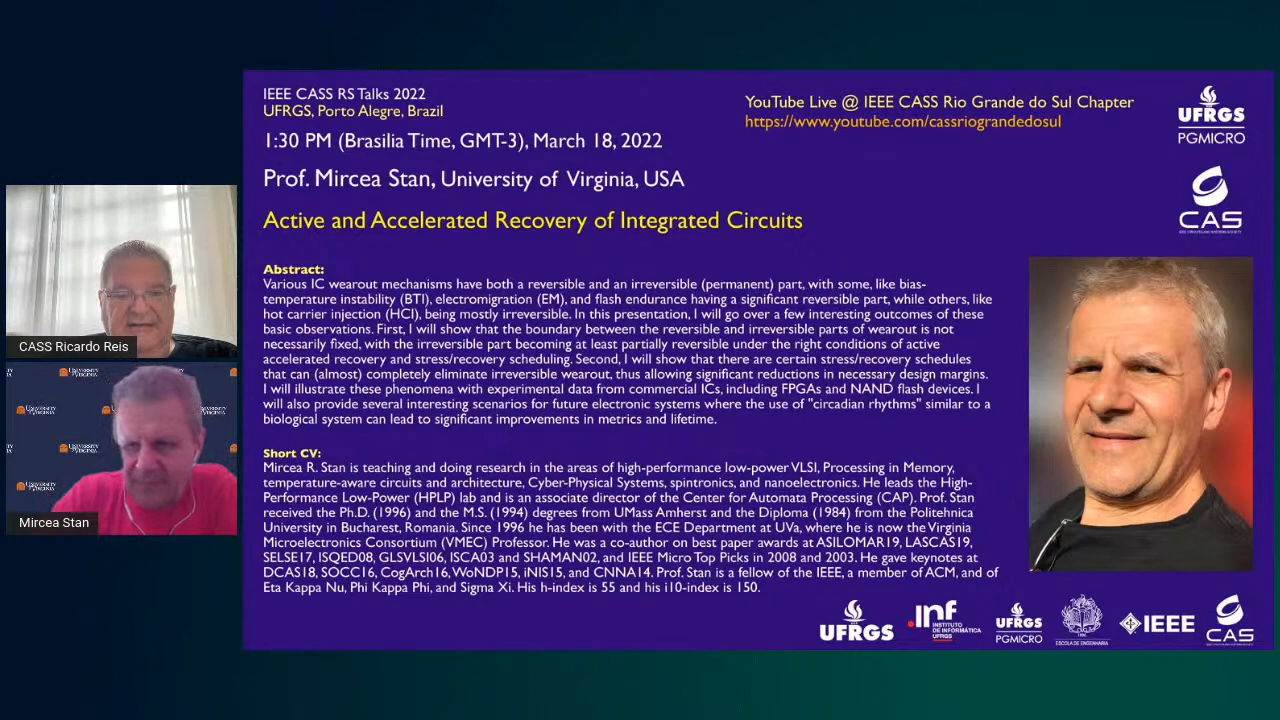 IEEE CASS RS Talks 2022
UFRGS, Porto Alegre, Brazil
1:30 PM (Brasilia Time, GMT-3), March 18, 2022
Prof. Mircea Stan, University of Virginia, USA
Active and Accelerated Recovery of Integrated Circuits
YouTube Live @ IEEE CASS Rio Grande do Sul Chapter
https://www.youtube.com/cassriograndedosul
UFRGS
PGMICRO
CAS
Abstract:
Various IC wearout mechanisms have both a reversible and an irreversible (permanent) part, with some, like bias-
temperature instability (BTI), electromigration (EM), and flash endurance having a significant reversible part, while others, like
hot carrier injection (HCI), being mostly irreversible. In this presentation, I will go over a few interesting outcomes of these
basic observations. First, I will show that the boundary between the reversible and irreversible parts of wearout is not
necessarily fixed, with the irreversible part becoming at least partially reversible under the right conditions of active
accelerated recovery and stress/recovery scheduling. Second, I will show that there are certain stress/recovery schedules
that can (almost) completely eliminate irreversible wearout, thus allowing significant reductions in necessary design margins.
I will illustrate these phenomena with experimental data from commercial ICs, including FPGAs and NAND flash devices. I
will also provide several interesting scenarios for future electronic systems where the use of "circadian rhythms" similar to a
biological system can lead to significant improvements in metrics and lifetime.
Short CV:
Mircea R. Stan is teaching and doing research in the areas of high-performance low-power VLSI, Processing in Memory,
temperature-aware circuits and architecture, Cyber-Physical Systems, spintronics, and nanoelectronics. He leads the High-
Performance Low-Power (HPLP) lab and is an associate director of the Center for Automata Processing (CAP). Prof. Stan
received the Ph.D. (1996) and the M.S. (1994) degrees from UMass Amherst and the Diploma (1984) from the Politehnica
University in Bucharest, Romania. Since 1996 he has been with the ECE Department at UVa, where he is now the Virginia
Microelectronics Consortium (VMEC) Professor. He was a co-author on best paper awards at ASILOMAR19, LASCAS19,
SELSE17, ISQED08, GLSVLSI06, ISCA03 and SHAMAN02, and IEEE Micro Top Picks in 2008 and 2003. He gave keynotes at
DCAS18, SOCC16, CogArch16, WoNDP15, iNIS15, and CNNA14. Prof. Stan is a fellow of the IEEE, a member of ACM, and of
Eta Kappa Nu, Phi Kappa Phi, and Sigma Xi. His h-index is 55 and his i10-index is 150.
UFRGS
inf
INSTITUTO
DE INFORMÁTICA
UFRGS
UFRGS
PGMICRO
ESCOLA DE ENGENHARIA
IEEE
CAS
CASS Ricardo Reis
UNIVERSITY
of VIRGINIA
Mircea Stan